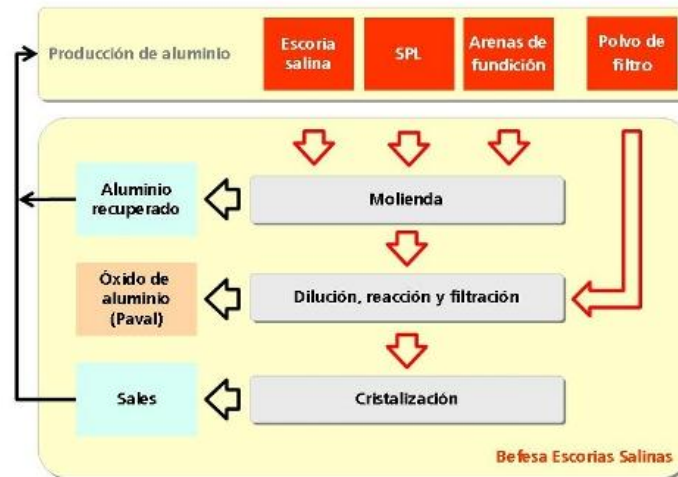 Producción de aluminio
Escoria
salina
SPL
Arenas de
fundición
Polvo de
filtro
Aluminio
recuperado
Molienda
Óxido de
aluminio
(Paval)
Dilución, reacción y filtración
Sales
Cristalización
Befesa Escorias Salinas